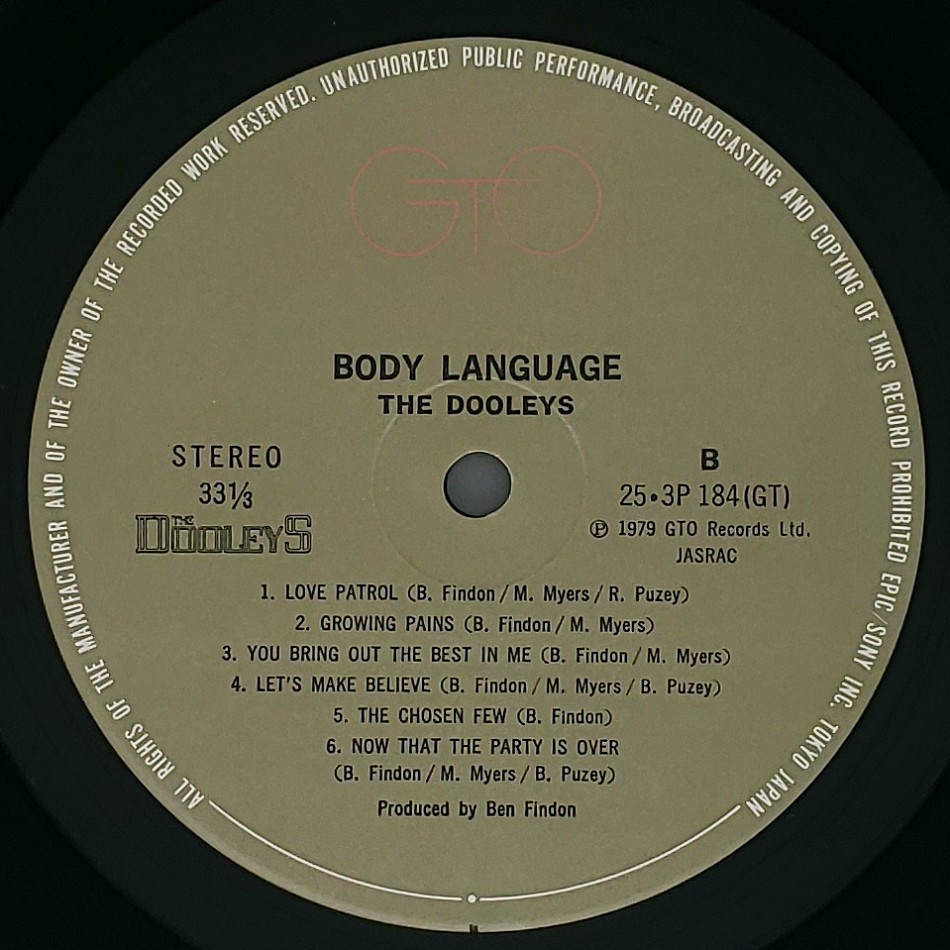 ALL RIGHTS OF THE MANUFACTURER AND OF THE OWNER OF THE RECORDED WORK RESERVED. UNAUTHORIZED PUBLIC PERFORMANCE, BROADCASTING AND COPYING OF THIS RECORD PROHIBITED EPIC/SONY INC. TOKYO JAPAN
GTO
BODY LANGUAGE
THE DOOLEYS
STEREO
33⅓
THE DOOLEYS
B
25•3P 184(GT)
℗ 1979 GTO Records Ltd.
JASRAC
1. LOVE PATROL (B. Findon / M. Myers / R. Puzey)
2. GROWING PAINS (B. Findon / M. Myers)
3. YOU BRING OUT THE BEST IN ME (B. Findon / M. Myers)
4. LET'S MAKE BELIEVE (B. Findon / M. Myers / B. Puzey)
5. THE CHOSEN FEW (B. Findon)
6. NOW THAT THE PARTY IS OVER
(B. Findon / M. Myers / B. Puzey)
Produced by Ben Findon